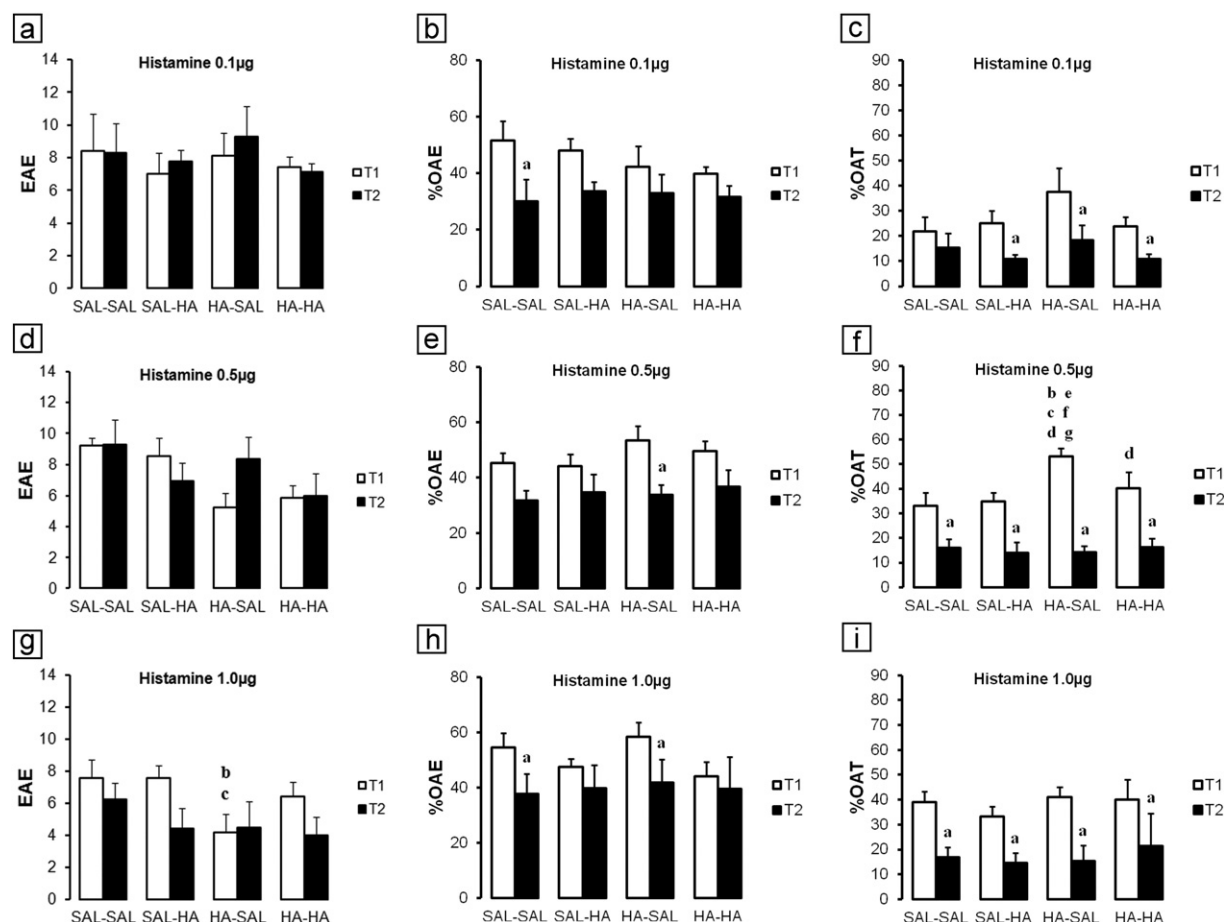 a
Histamine 0.1µg
EAE
14
12
10
8
6
4
2
0
SAL-SAL SAL-HA HA-SAL HA-HA
T1
T2
b
Histamine 0.1µg
%OAE
80
60
40
20
0
a
SAL-SAL SAL-HA HA-SAL HA-HA
T1
T2
c
Histamine 0.1µg
%OAT
90
80
70
60
50
40
30
20
10
0
a a a
SAL-SAL SAL-HA HA-SAL HA-HA
T1
T2
d
Histamine 0.5µg
EAE
14
12
10
8
6
4
2
0
SAL-SAL SAL-HA HA-SAL HA-HA
T1
T2
e
Histamine 0.5µg
%OAE
80
60
40
20
0
a
SAL-SAL SAL-HA HA-SAL HA-HA
T1
T2
f
Histamine 0.5µg
%OAT
90
80
70
60
50
40
30
20
10
0
b e
c f
d g
d
a a a a
SAL-SAL SAL-HA HA-SAL HA-HA
T1
T2
g
Histamine 1.0µg
EAE
14
12
10
8
6
4
2
0
b
c
SAL-SAL SAL-HA HA-SAL HA-HA
T1
T2
h
Histamine 1.0µg
%OAE
80
60
40
20
0
a a
SAL-SAL SAL-HA HA-SAL HA-HA
T1
T2
i
Histamine 1.0µg
%OAT
90
80
70
60
50
40
30
20
10
0
a a a a
SAL-SAL SAL-HA HA-SAL HA-HA
T1
T2